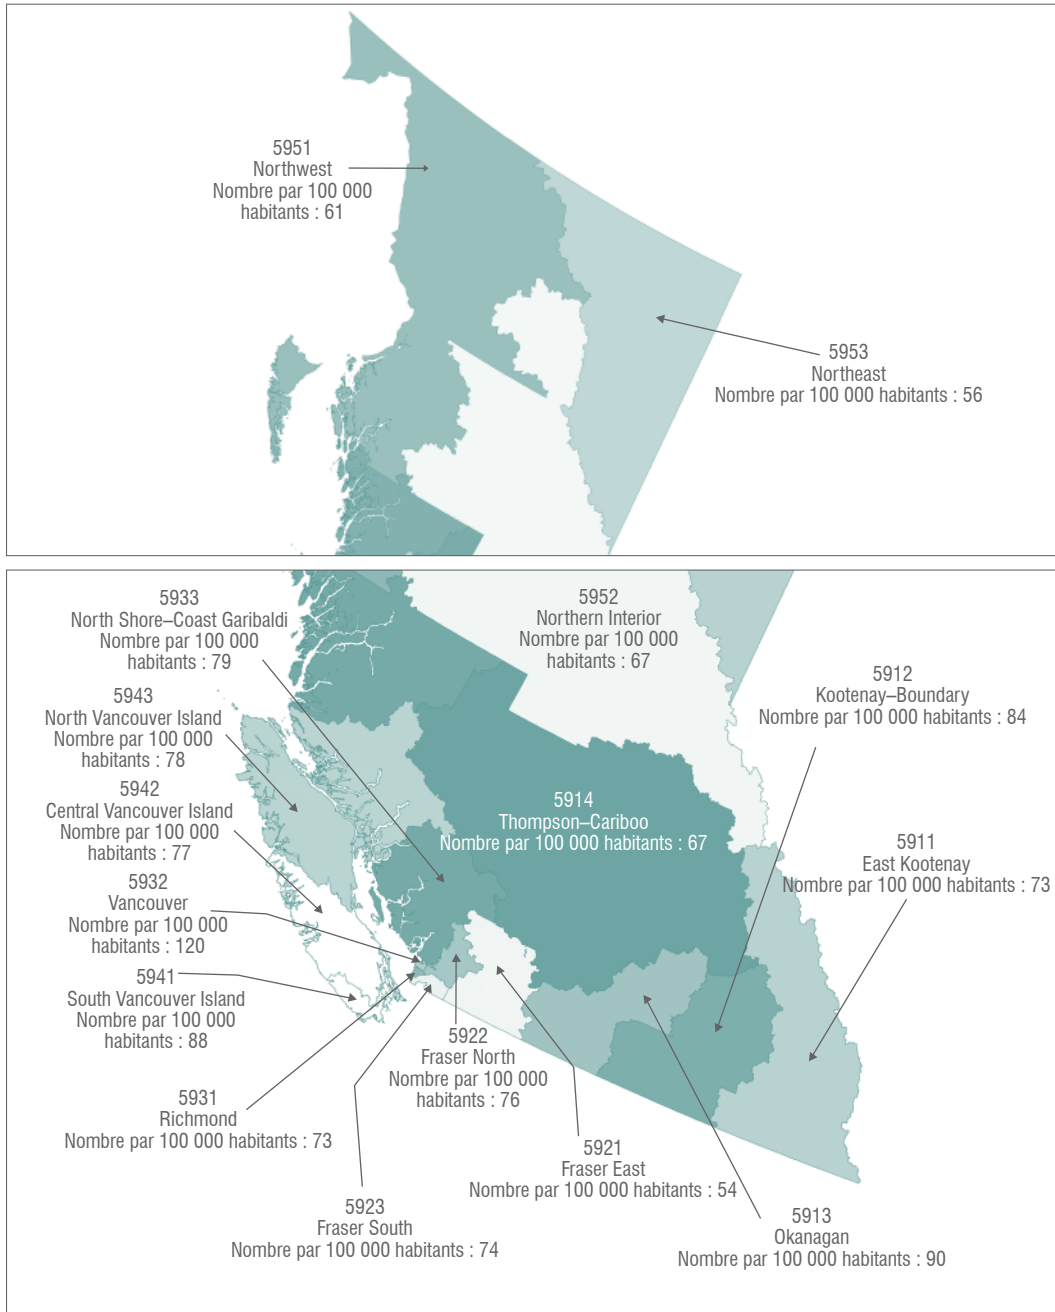 5951
Northwest
Nombre par 100 000
habitants : 61
5953
Northeast
Nombre par 100 000 habitants : 56
5933
North Shore–Coast Garibaldi
Nombre par 100 000
habitants : 79
5952
Northern Interior
Nombre par 100 000
habitants : 67
5912
Kootenay–Boundary
Nombre par 100 000 habitants : 84
5943
North Vancouver Island
Nombre par 100 000
habitants : 78
5942
Central Vancouver Island
Nombre par 100 000
habitants : 77
5914
Thompson–Cariboo
Nombre par 100 000 habitants : 67
5911
East Kootenay
Nombre par 100 000 habitants : 73
5932
Vancouver
Nombre par 100 000
habitants : 120
5941
South Vancouver Island
Nombre par 100 000
habitants : 88
5922
Fraser North
Nombre par 100 000
habitants : 76
5931
Richmond
Nombre par 100 000 habitants : 73
5921
Fraser East
Nombre par 100 000 habitants : 54
5923
Fraser South
Nombre par 100 000 habitants : 74
5913
Okanagan
Nombre par 100 000 habitants : 90